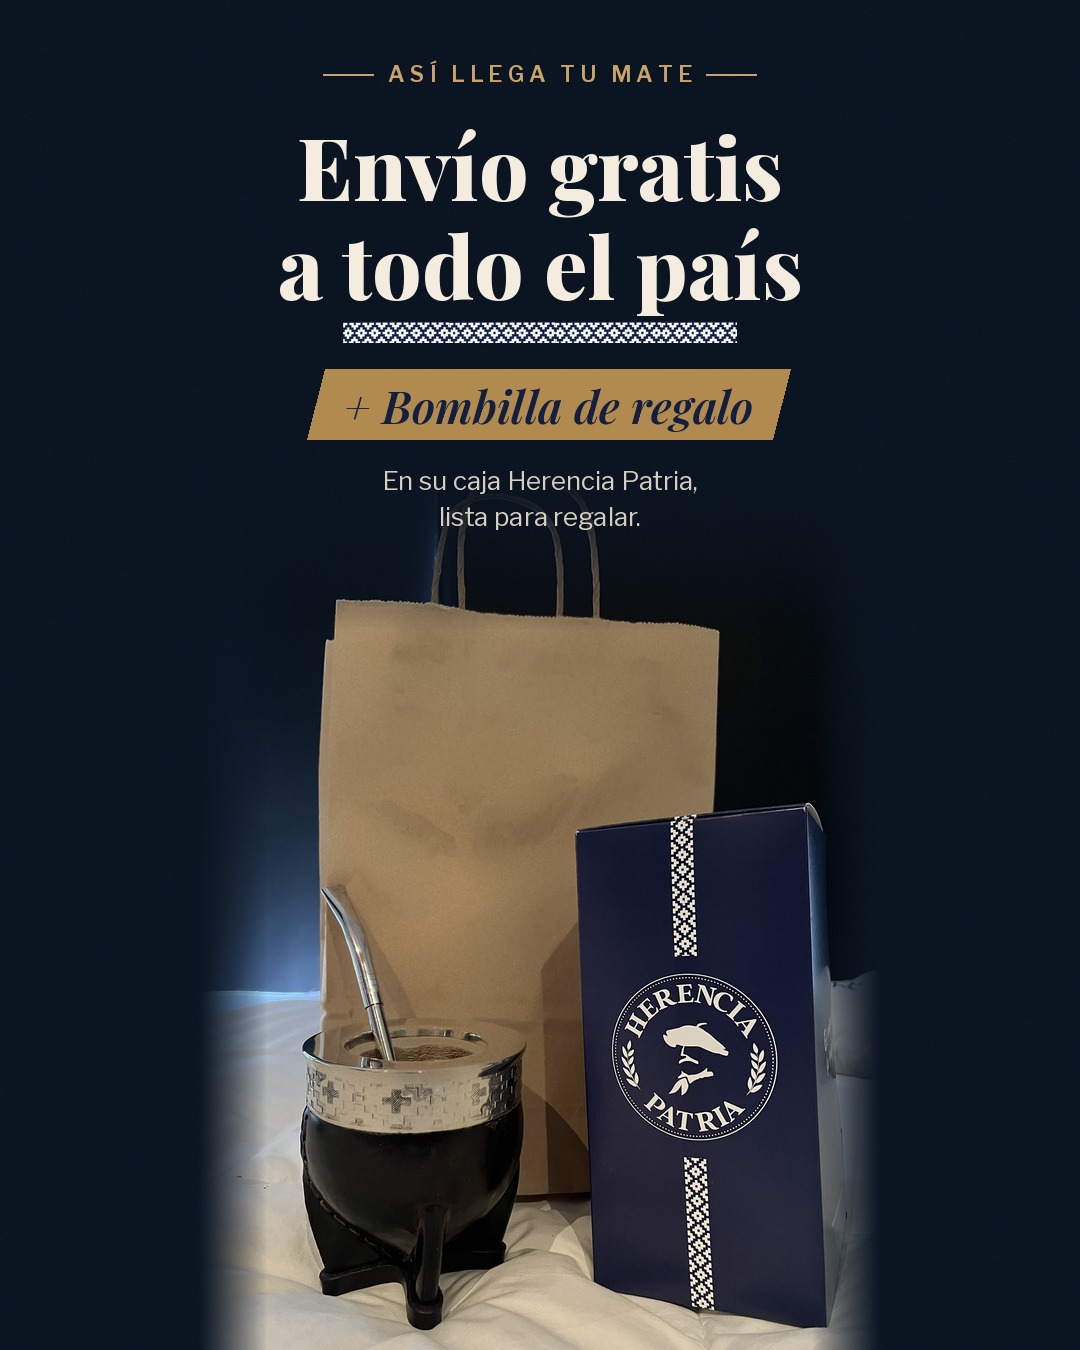 ASÍ LLEGA TU MATE
Envío gratis
a todo el país
+ Bombilla de regalo
En su caja Herencia Patria,
lista para regalar.
HERENCIA
PATRIA